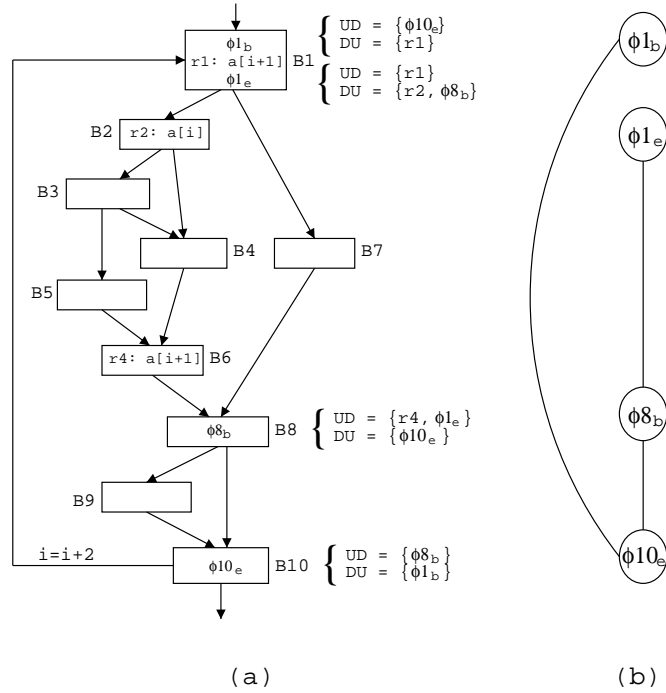 ϕ1b
r1: a[i+1]
ϕ1e
B1
{ UD = {ϕ10e}
DU = {r1}
{ UD = {r1}
DU = {r2, ϕ8b}
B2
r2: a[i]
B3
B4
B7
B5
r4: a[i+1]
B6
ϕ8b
B8
{ UD = {r4, ϕ1e}
DU = {ϕ10e}
B9
i=i+2
ϕ10e
B10
{ UD = {ϕ8b}
DU = {ϕ1b}
(a)
ϕ1b
ϕ1e
ϕ8b
ϕ10e
(b)